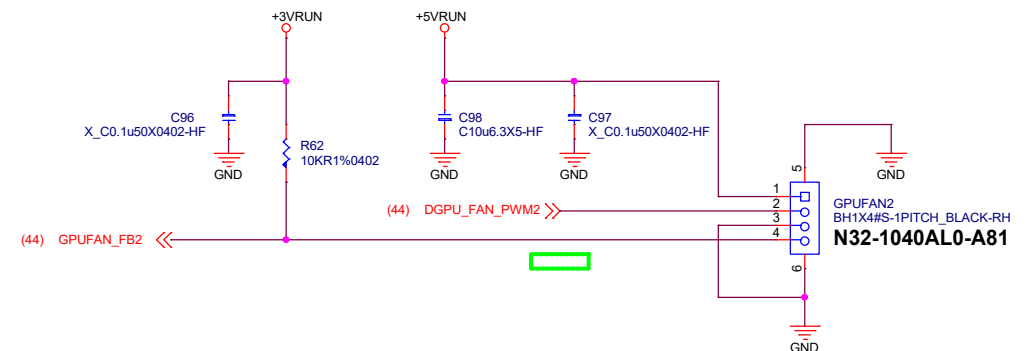 +3VRUN
+5VRUN
C96
X_C0.1u50X0402-HF
GND
R62
10KR1%0402
C98
C10u6.3X5-HF
GND
C97
X_C0.1u50X0402-HF
GND
5
GND
1
2
3
4
6
GPUFAN2
BH1X4#S-1PITCH_BLACK-RH
N32-1040AL0-A81
(44) DGPU_FAN_PWM2
(44) GPUFAN_FB2
GND